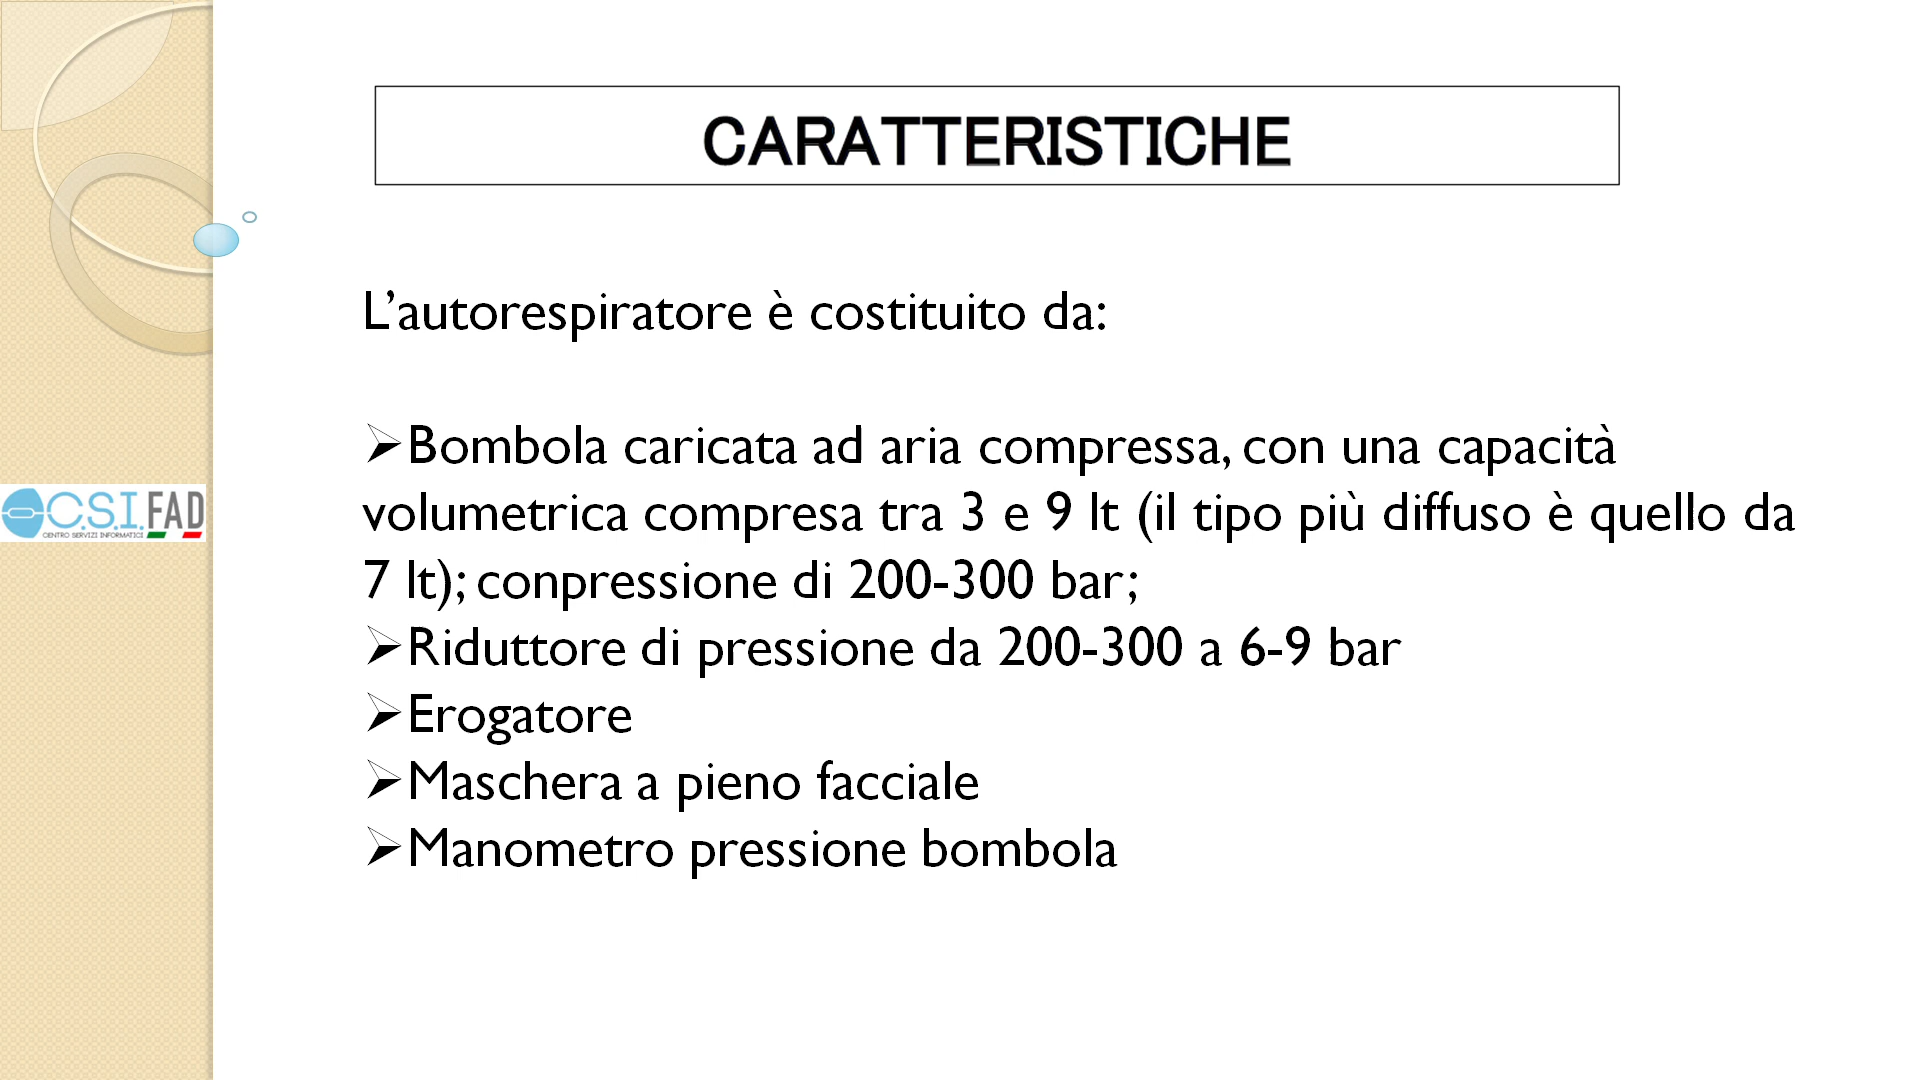 CARATTERISTICHE
L’autorespiratore è costituito da:
➢Bombola caricata ad aria compressa, con una capacità
volumetrica compresa tra 3 e 9 lt (il tipo più diffuso è quello da
7 lt); conpressione di 200-300 bar;
➢Riduttore di pressione da 200-300 a 6-9 bar
➢Erogatore
➢Maschera a pieno facciale
➢Manometro pressione bombola
C.S.I.FAD
CENTRO SERVIZI INFORMATICI